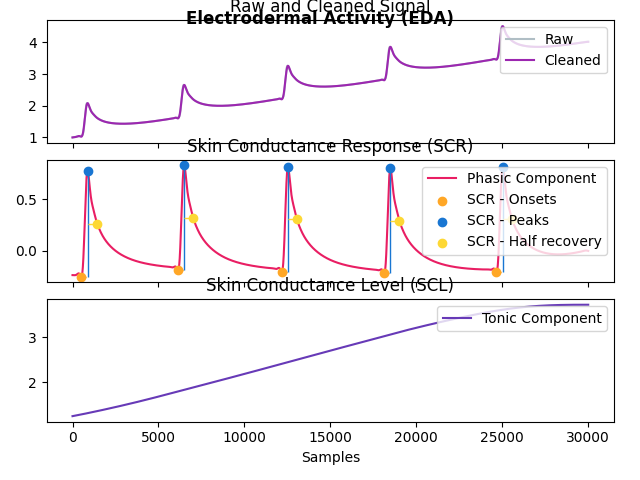 Raw and Cleaned Signal
Electrodermal Activity (EDA)
4
3
2
1
Raw
Cleaned
Skin Conductance Response (SCR)
0.5
0.0
Phasic Component
SCR - Onsets
SCR - Peaks
SCR - Half recovery
Skin Conductance Level (SCL)
3
2
Tonic Component
0 5000 10000 15000 20000 25000 30000
Samples